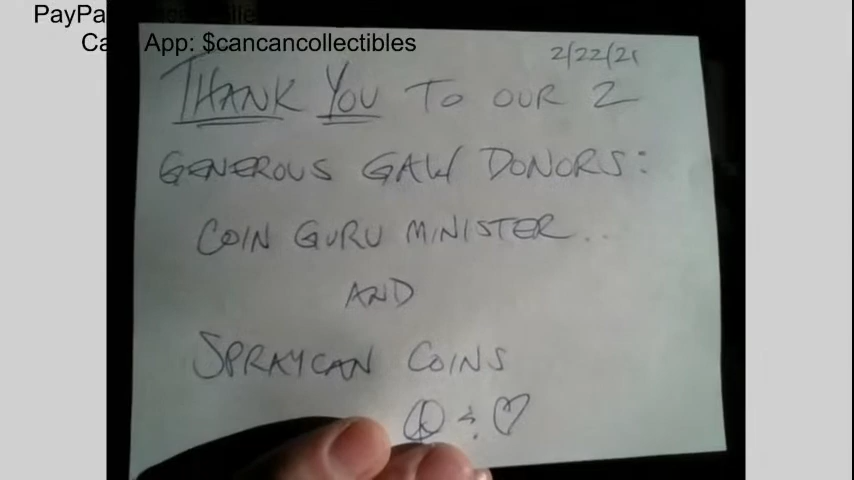 PayPa
Ca App: $cancancollectibles
2/22/21
THANK YOU TO OUR 2
GENEROUS GAW DONORS:
COIN GURU MINISTER..
AND
SPRAYCAN COINS